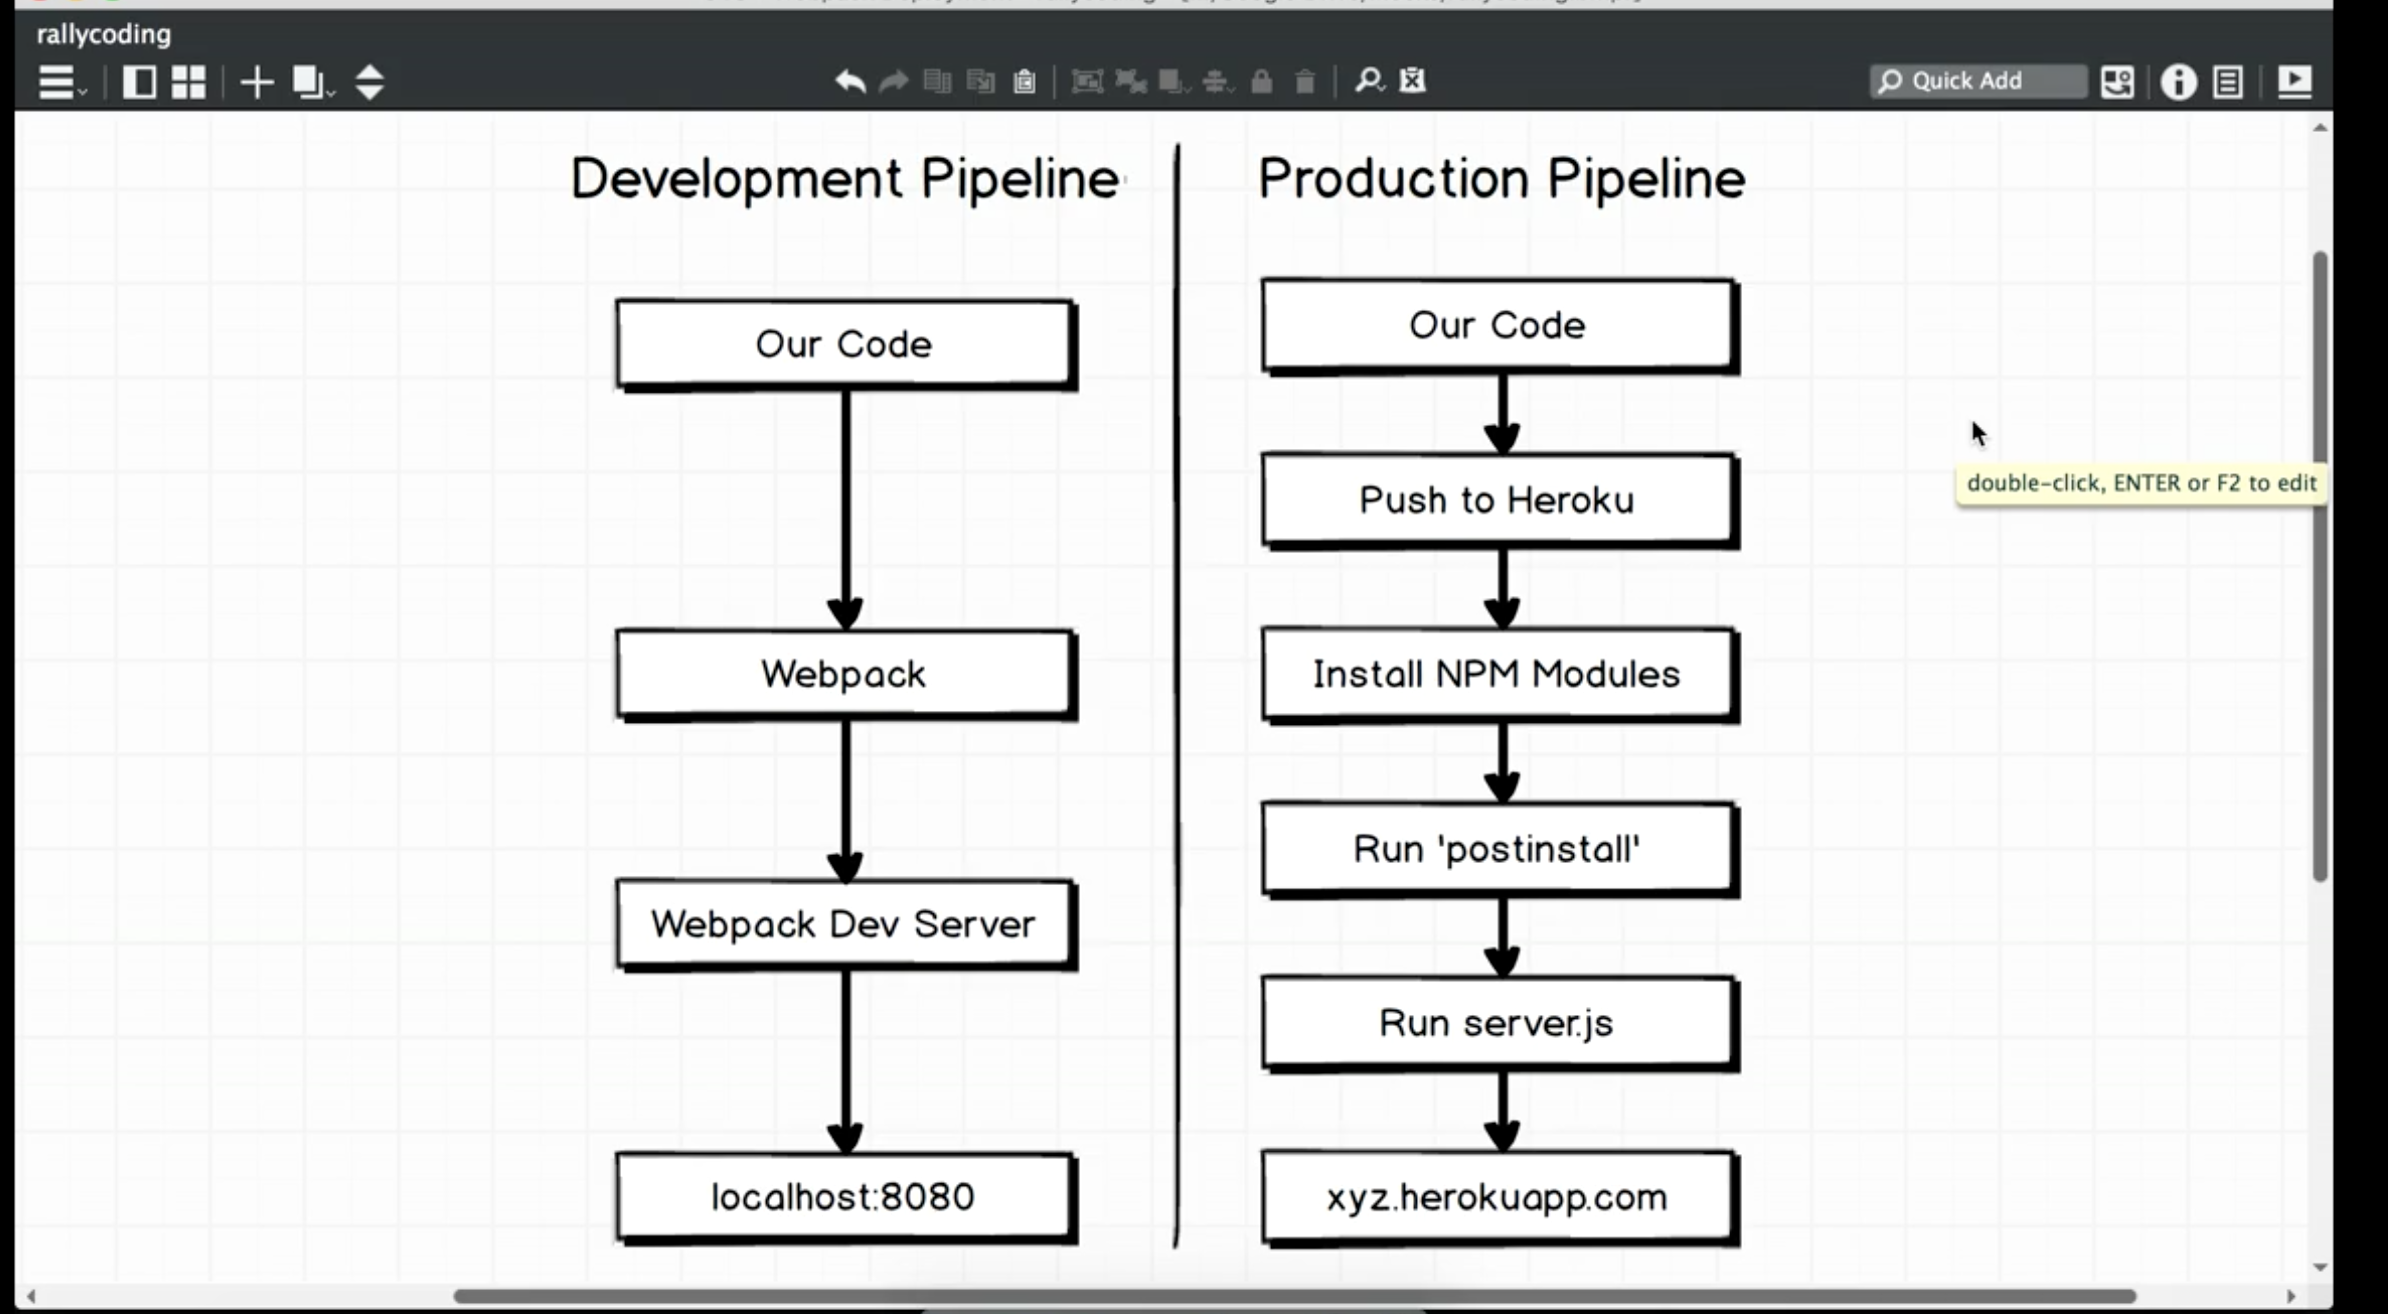 rallycoding
Quick Add
Development Pipeline
Our Code
Webpack
Webpack Dev Server
localhost:8080
Production Pipeline
Our Code
Push to Heroku
Install NPM Modules
Run 'postinstall'
Run server.js
xyz.herokuapp.com
double-click, ENTER or F2 to edit